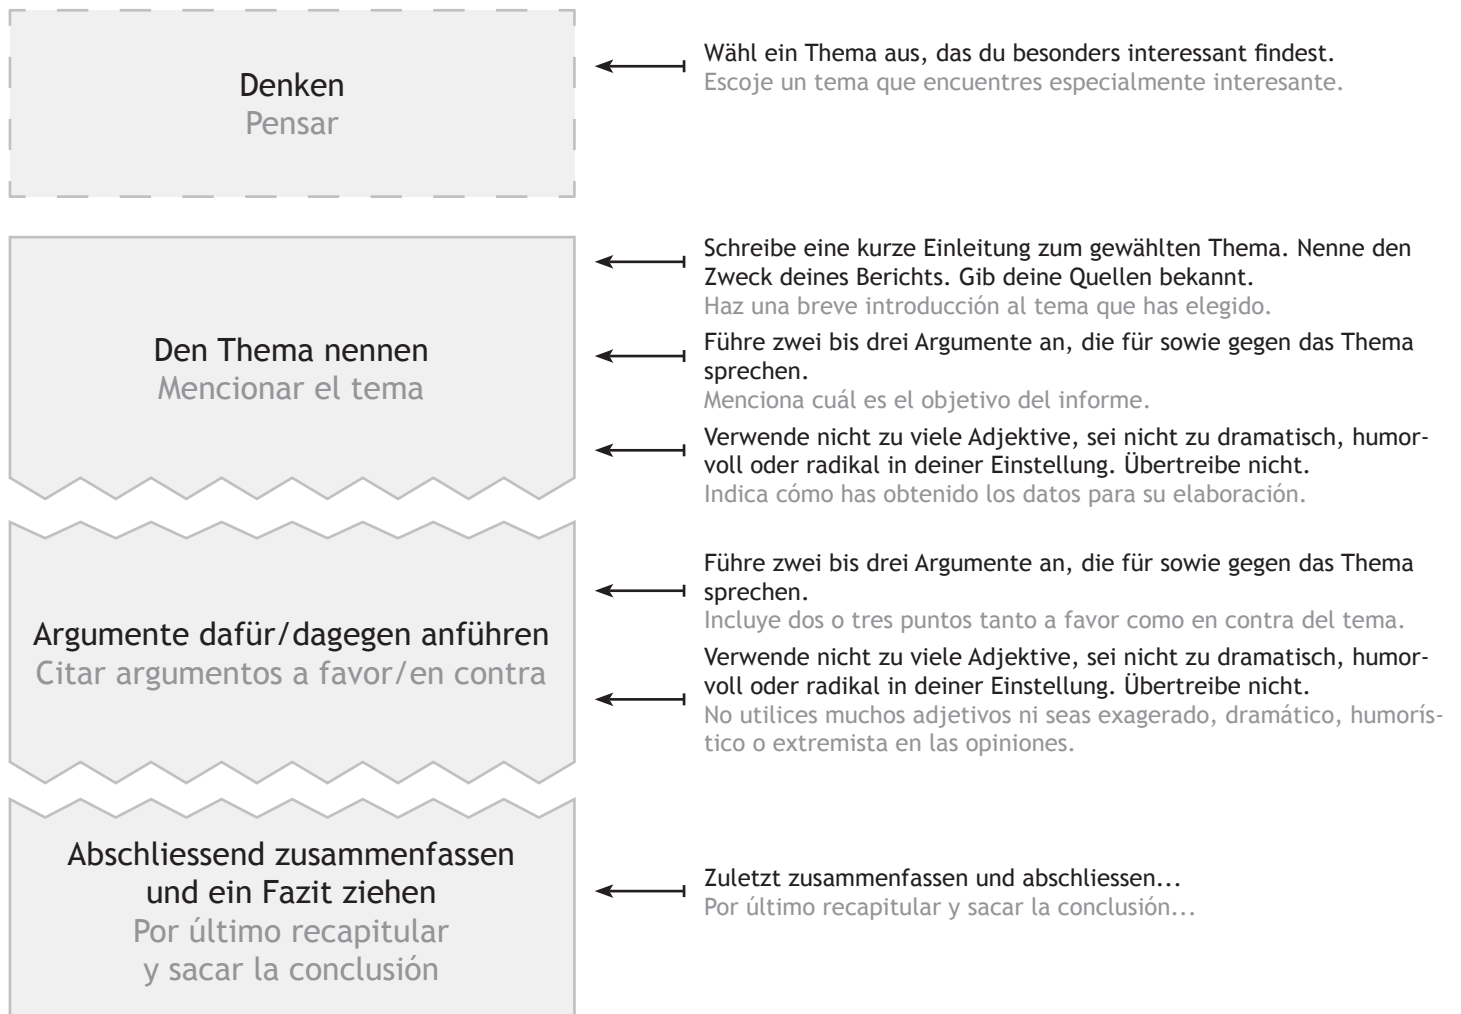 Denken
Pensar
Wähl ein Thema aus, das du besonders interessant findest.
Escoje un tema que encuentres especialmente interesante.
Den Thema nennen
Mencionar el tema
Schreibe eine kurze Einleitung zum gewählten Thema. Nenne den
Zweck deines Berichts. Gib deine Quellen bekannt.
Haz una breve introducción al tema que has elegido.
Führe zwei bis drei Argumente an, die für sowie gegen das Thema
sprechen.
Menciona cuál es el objetivo del informe.
Verwende nicht zu viele Adjektive, sei nicht zu dramatisch, humor-
voll oder radikal in deiner Einstellung. Übertreibe nicht.
Indica cómo has obtenido los datos para su elaboración.
Argumente dafür/dagegen anführen
Citar argumentos a favor/en contra
Führe zwei bis drei Argumente an, die für sowie gegen das Thema
sprechen.
Incluye dos o tres puntos tanto a favor como en contra del tema.
Verwende nicht zu viele Adjektive, sei nicht zu dramatisch, humor-
voll oder radikal in deiner Einstellung. Übertreibe nicht.
No utilices muchos adjetivos ni seas exagerado, dramático, humorís-
tico o extremista en las opiniones.
Abschliessend zusammenfassen
und ein Fazit ziehen
Por último recapitular
y sacar la conclusión
Zuletzt zusammenfassen und abschliessen...
Por último recapitular y sacar la conclusión...